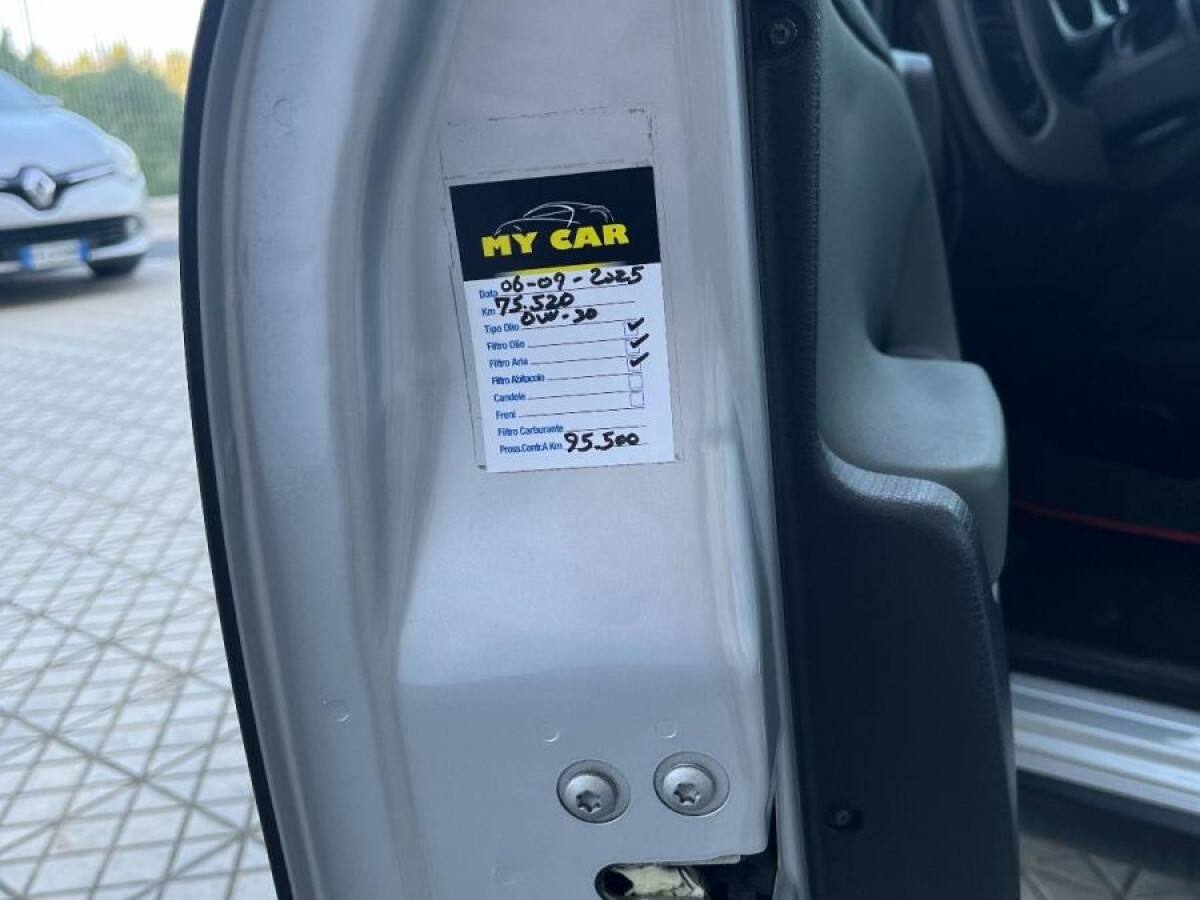 MY CAR
Data 06-09-2025
Km 75.520
Tipo Olio 0W-30
Filtro Olio
Filtro Aria
Filtro Abitacolo
Candele
Freni
Filtro Carburante
Pross.Contr.A Km 95.500